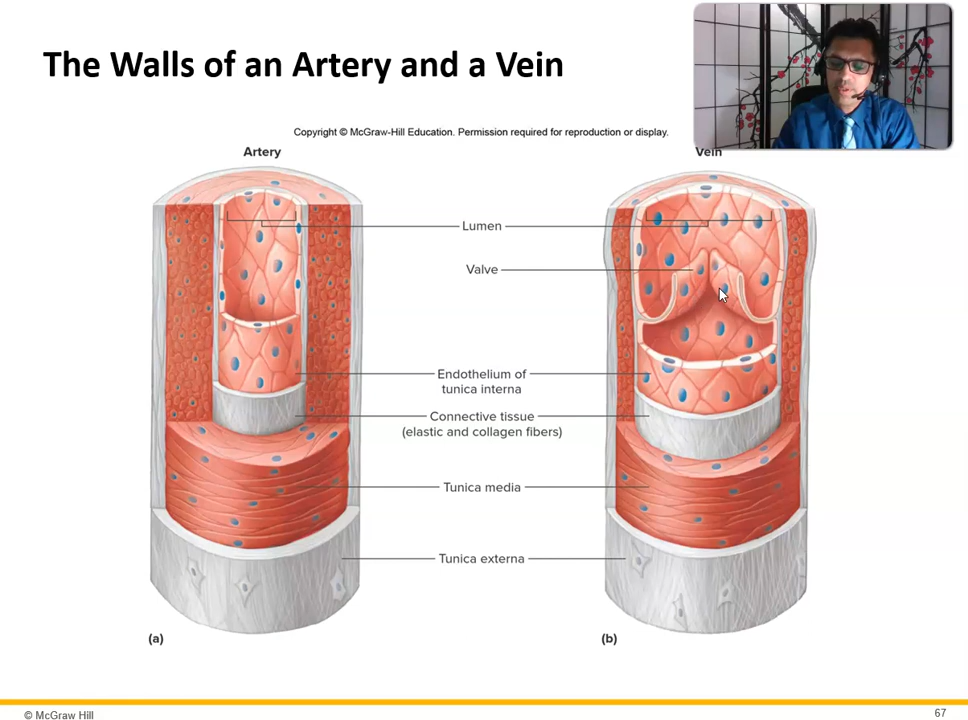 The Walls of an Artery and a Vein
Copyright © McGraw-Hill Education. Permission required for reproduction or display.
Artery
Vein
Lumen
Valve
Endothelium of
tunica interna
Connective tissue
(elastic and collagen fibers)
Tunica media
Tunica externa
(a)
(b)
© McGraw Hill
67